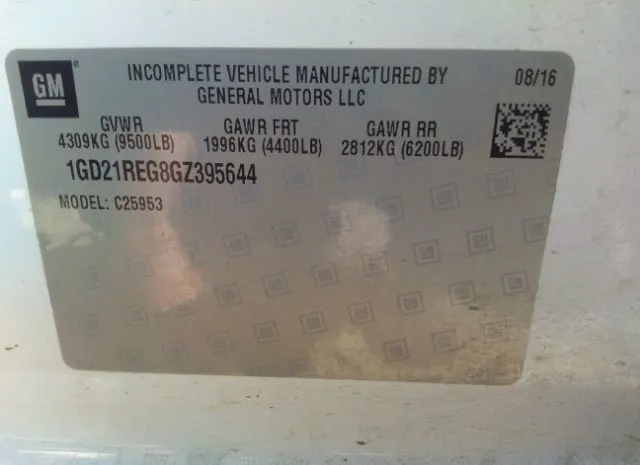 GM
INCOMPLETE VEHICLE MANUFACTURED BY
GENERAL MOTORS LLC
08/16
GVWR GAWR FRT GAWR RR
4309KG (9500LB) 1996KG (4400LB) 2812KG (6200LB)
1GD21REG8GZ395644
MODEL: C25953